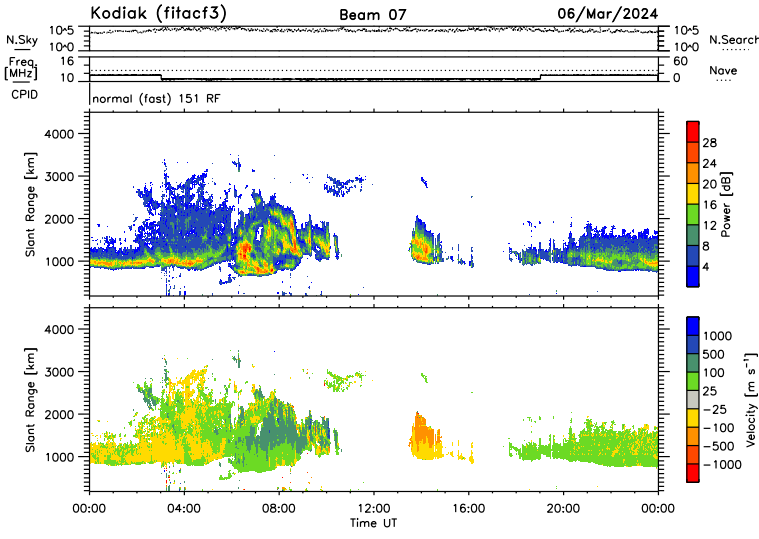 Kodiak (fitacf3) Beam 07 06/Mar/2024
N.Sky 10^5 10^0 10^5 10^0 N.Search
Freq. [MHz] 16 10 60 0 Nave
CPID normal (fast) 151 RF
Slant Range [km]
4000
3000
2000
1000
28
24
20
16
12
8
4
Power [dB]
Slant Range [km]
4000
3000
2000
1000
1000
500
100
25
-25
-100
-500
-1000
Velocity [m s⁻¹]
00:00 04:00 08:00 12:00 16:00 20:00 00:00
Time UT